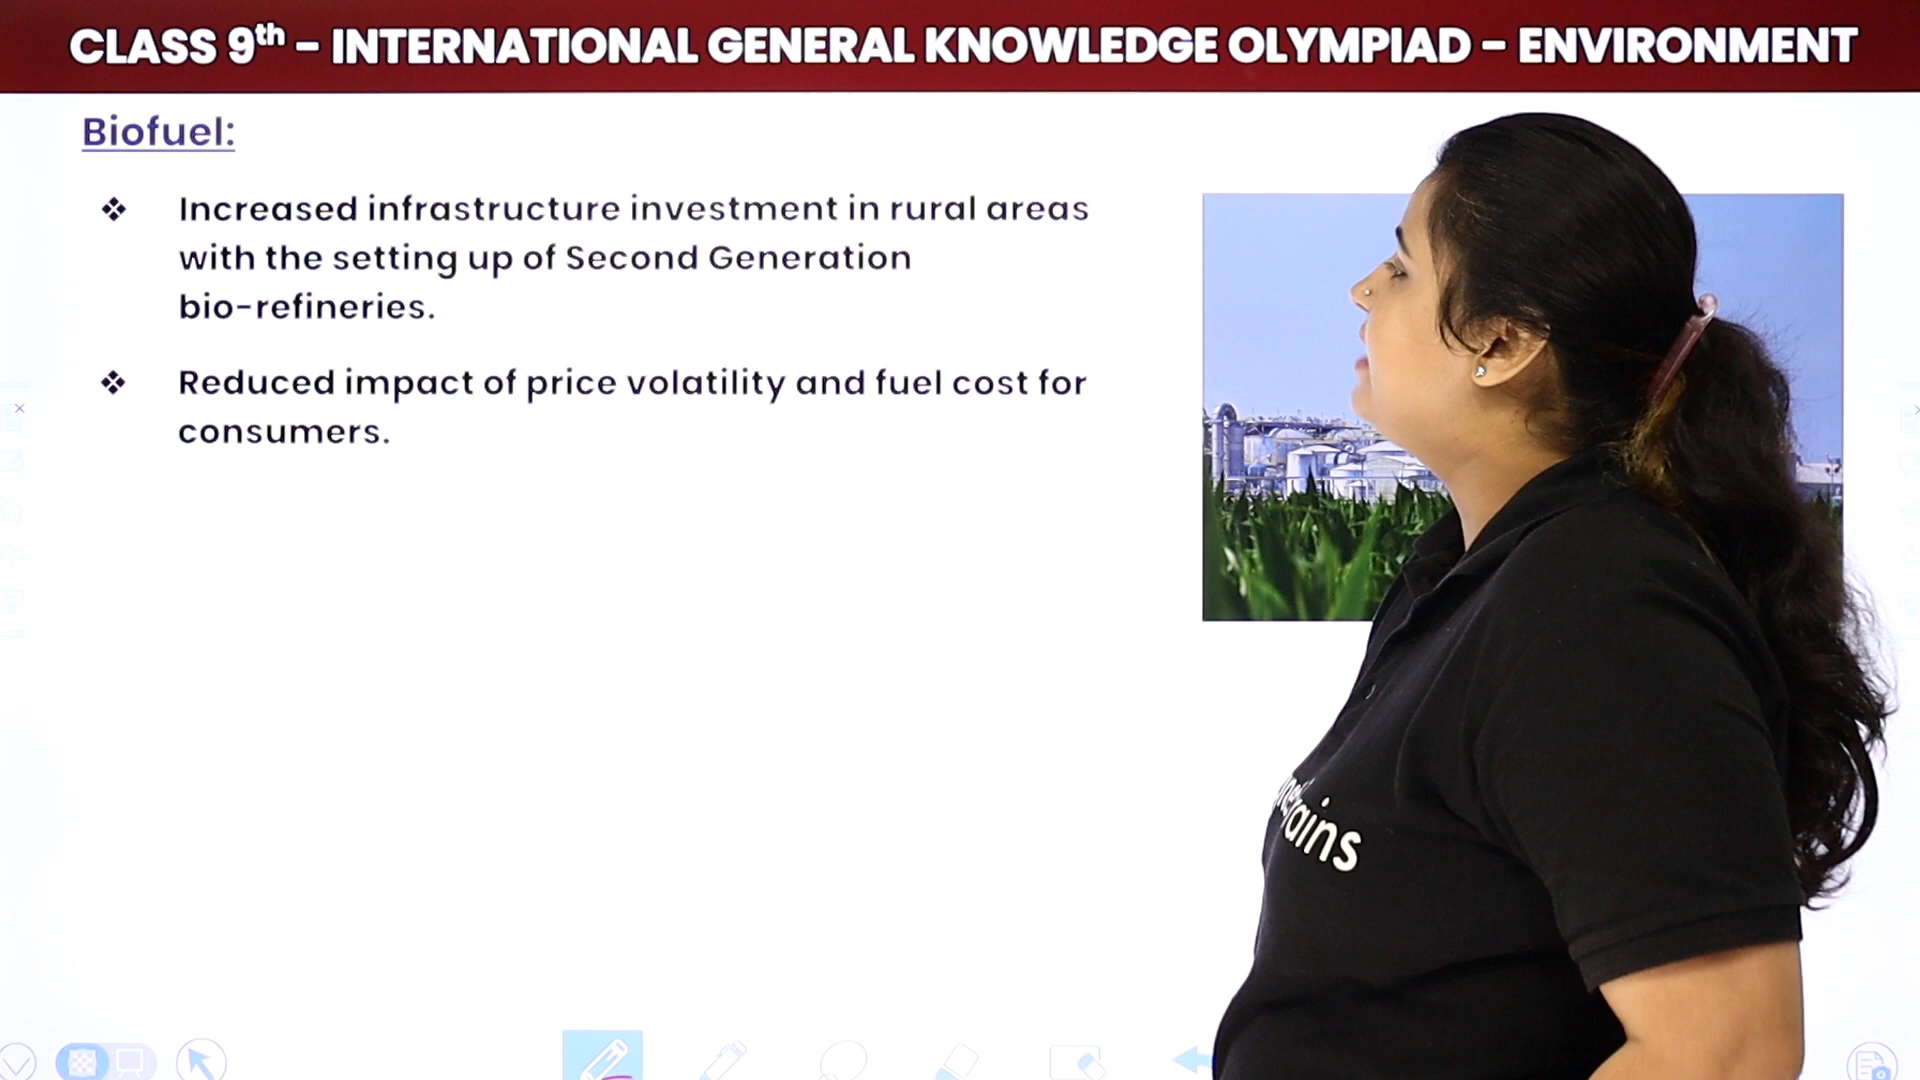 CLASS 9th - INTERNATIONAL GENERAL KNOWLEDGE OLYMPIAD - ENVIRONMENT
Biofuel:
❖ Increased infrastructure investment in rural areas
with the setting up of Second Generation
bio-refineries.
❖ Reduced impact of price volatility and fuel cost for
consumers.